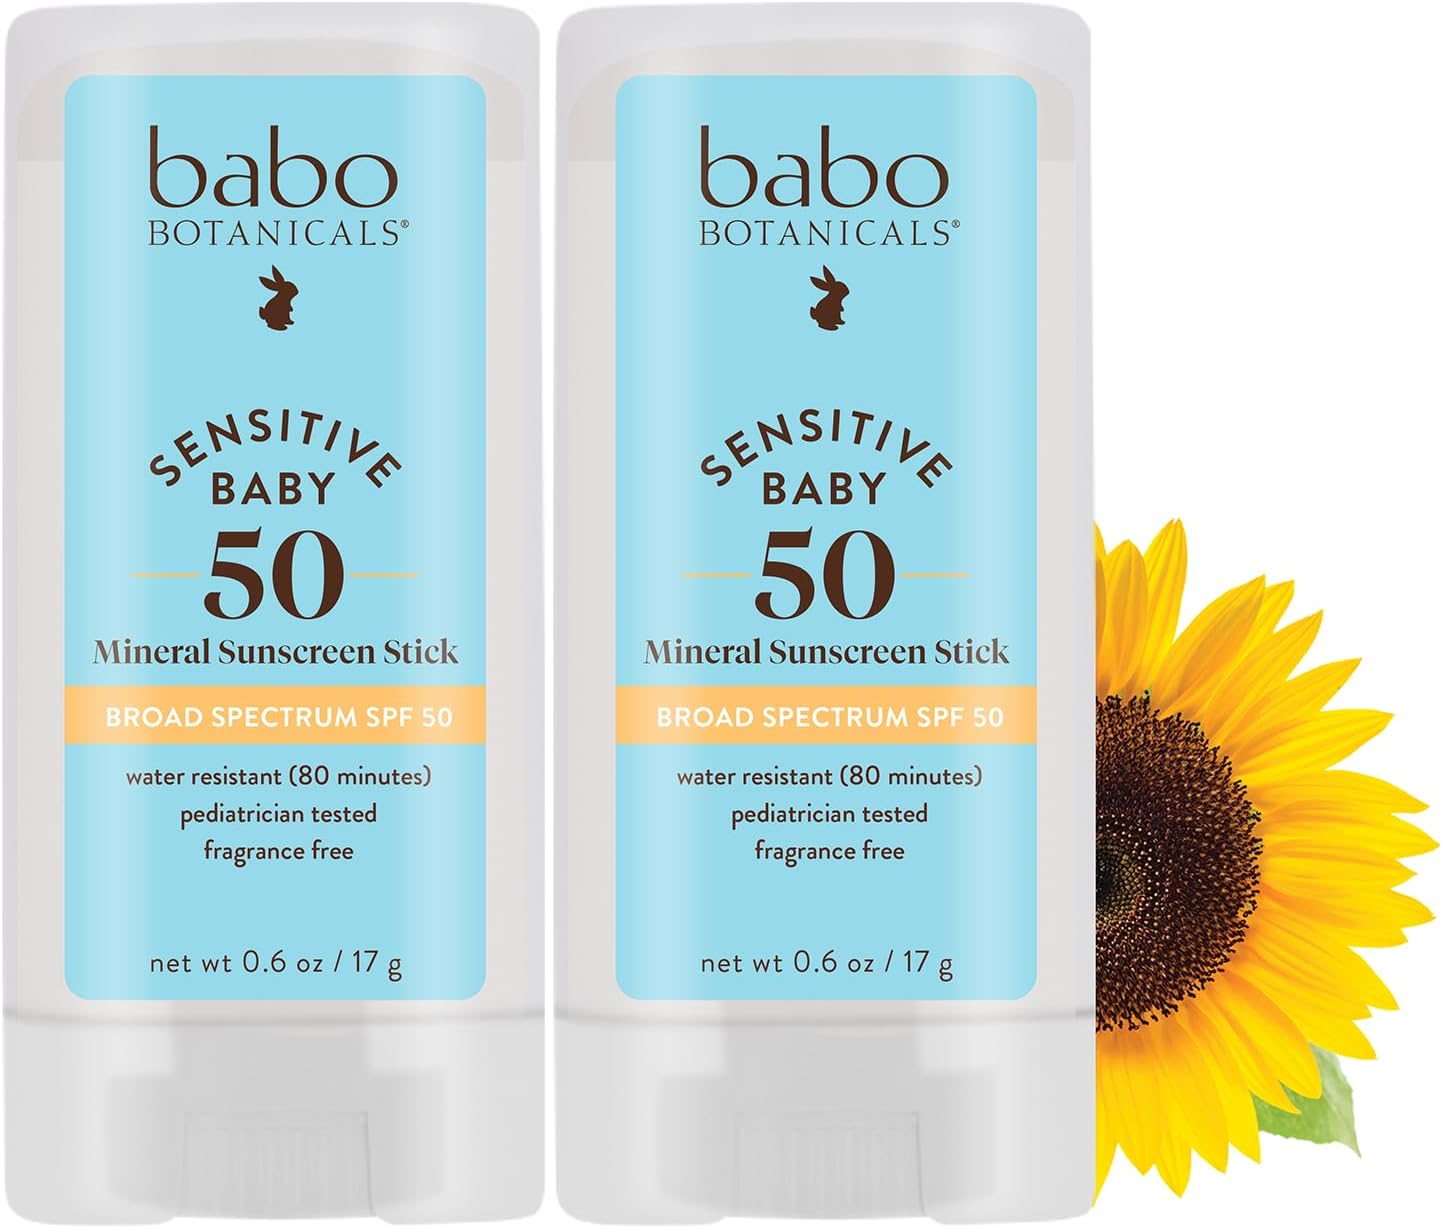 babo
BOTANICALS®
SENSITIVE
BABY
50
Mineral Sunscreen Stick
BROAD SPECTRUM SPF 50
water resistant (80 minutes)
pediatrician tested
fragrance free
net wt 0.6 oz / 17 g
babo
BOTANICALS®
SENSITIVE
BABY
50
Mineral Sunscreen Stick
BROAD SPECTRUM SPF 50
water resistant (80 minutes)
pediatrician tested
fragrance free
net wt 0.6 oz / 17 g